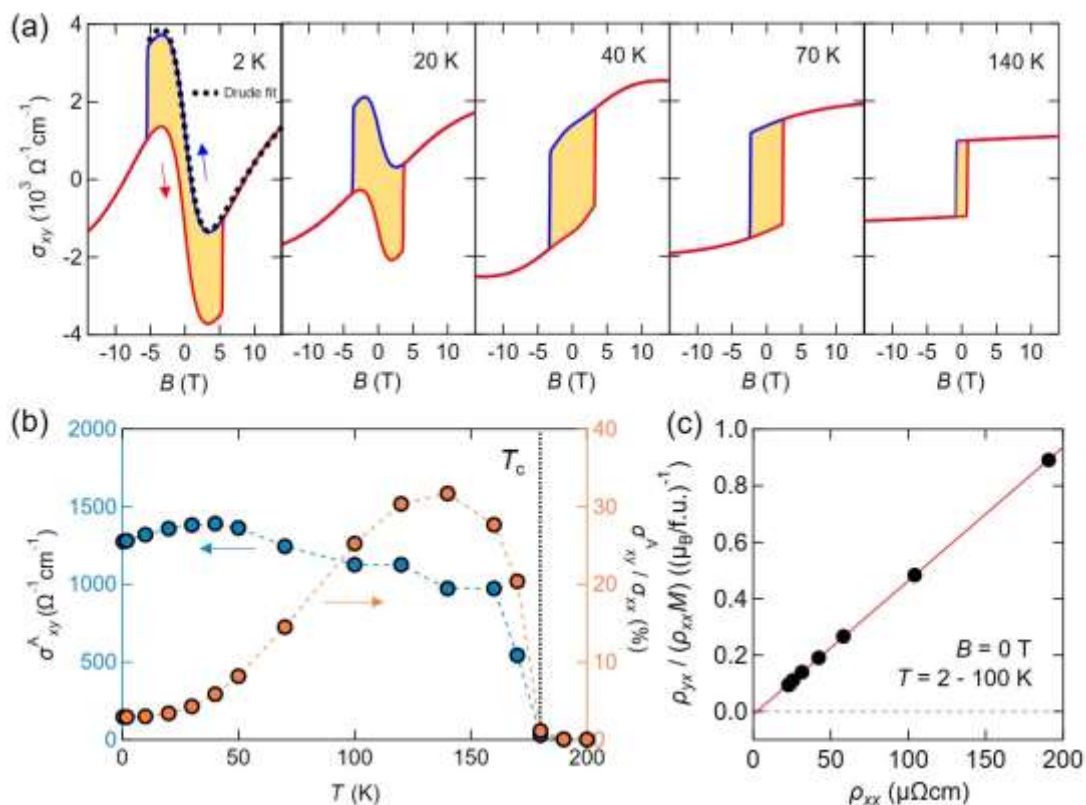 (a)
4
2
0
-2
-4
σxy (10³ Ω⁻¹cm⁻¹)
2 K
Drude fit
20 K
40 K
70 K
140 K
-10 -5 0 5 10
-10 -5 0 5 10
-10 -5 0 5 10
-10 -5 0 5 10
-10 -5 0 5 10
B (T)
B (T)
B (T)
B (T)
B (T)
(b)
2000
1500
1000
500
0
σᴬxy (Ω⁻¹cm⁻¹)
Tc
40
30
20
10
0
σᴬxy / σxx (%)
0 50 100 150 200
T (K)
(c)
1.0
0.8
0.6
0.4
0.2
0.0
ρyx / (ρxxM) ((μB/f.u.)⁻¹)
B = 0 T
T = 2 - 100 K
0 50 100 150 200
ρxx (μΩcm)